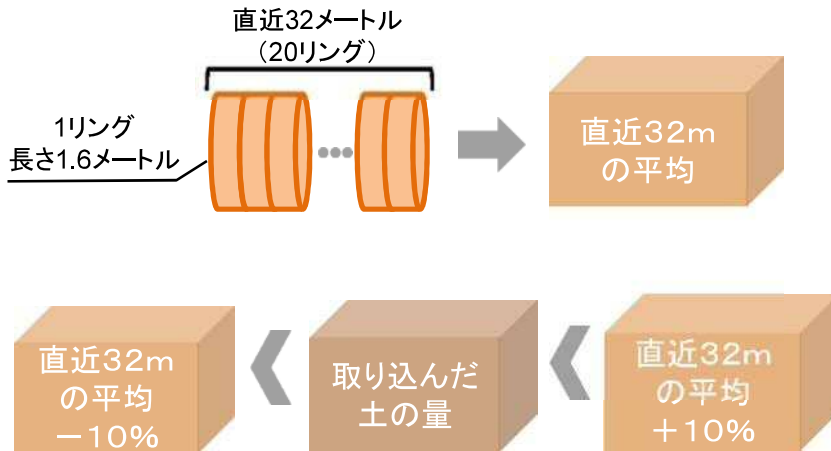 直近32メートル
（20リング）
1リング
長さ1.6メートル
直近32m
の平均
直近32m
の平均
－10%
取り込んだ
土の量
直近32m
の平均
＋10%